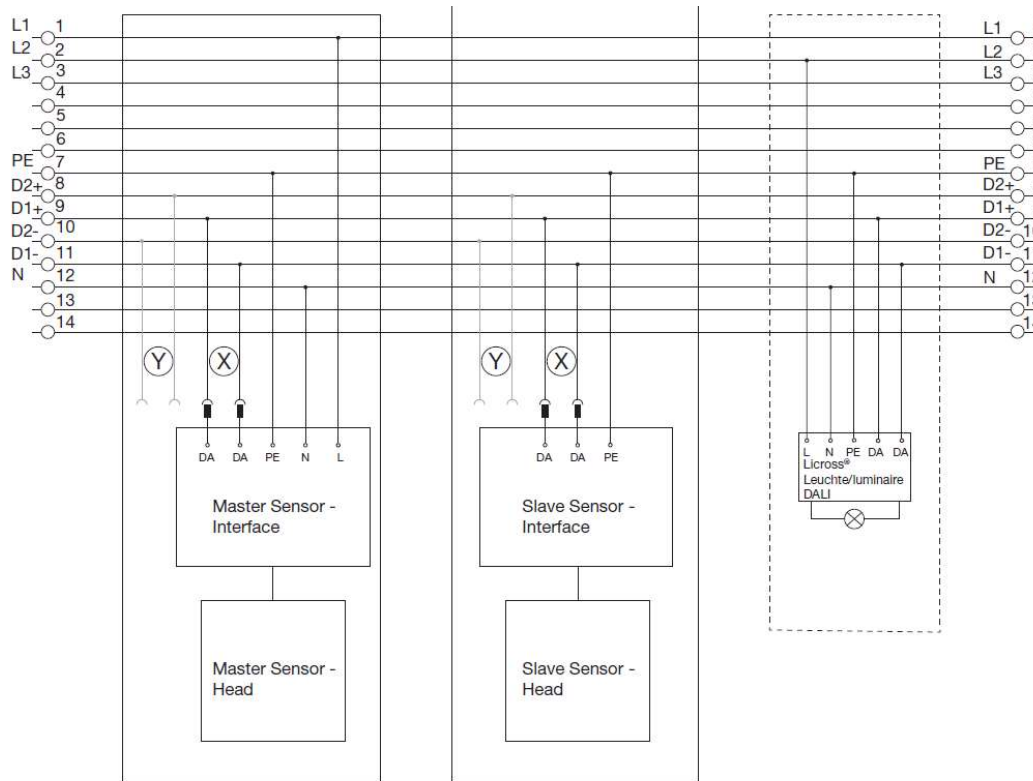 L1 1
L2 2
L3 3
4
5
6
PE 7
D2+ 8
D1+ 9
D2- 10
D1- 11
N 12
13
14
L1
L2
L3
PE
D2+
D1+
D2-
D1-
N
Y X
DA DA PE N L
Master Sensor -
Interface
Master Sensor -
Head
Y X
DA DA PE
Slave Sensor -
Interface
Slave Sensor -
Head
L N PE DA DA
Licross®
Leuchte/luminaire
DALI